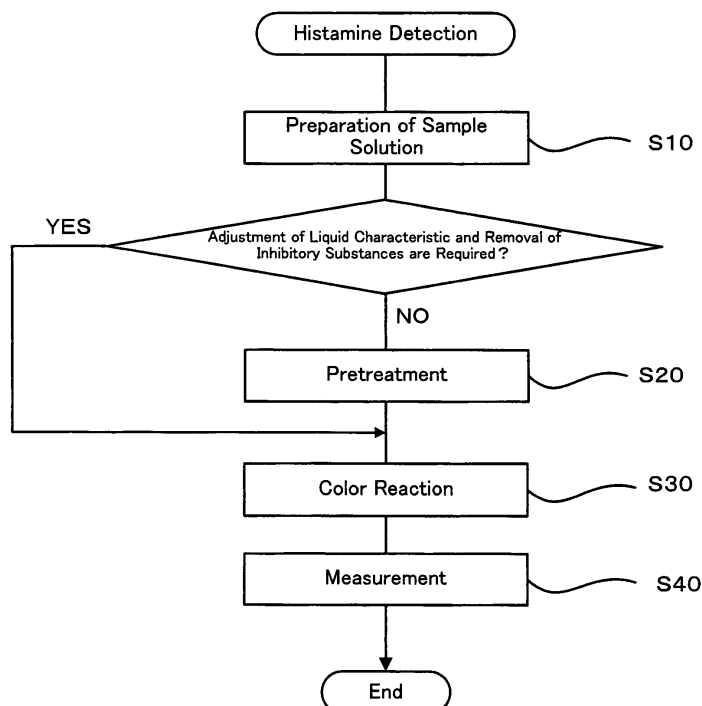 Histamine Detection
Preparation of Sample
Solution
S10
YES
Adjustment of Liquid Characteristic and Removal of
Inhibitory Substances are Required?
NO
Pretreatment
S20
Color Reaction
S30
Measurement
S40
End